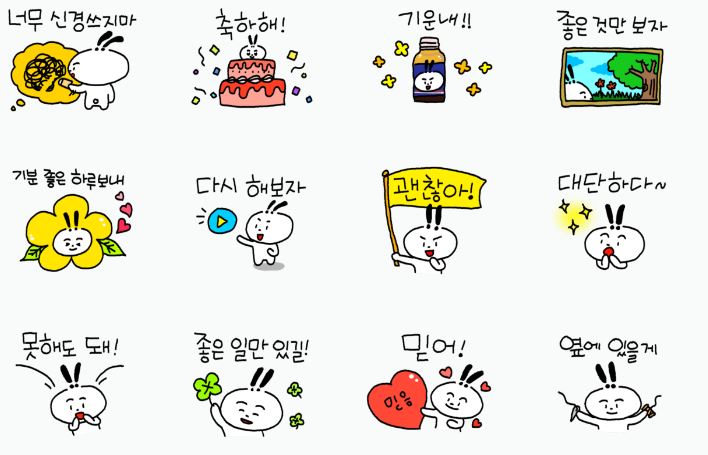 너무 신경쓰지마
축하해!
기운내!!
좋은 것만 보자
기분 좋은 하루보내
다시 해보자
괜찮아!
대단하다~
못해도 돼!
좋은 일만 있길!
믿어!
믿음
옆에 있을게